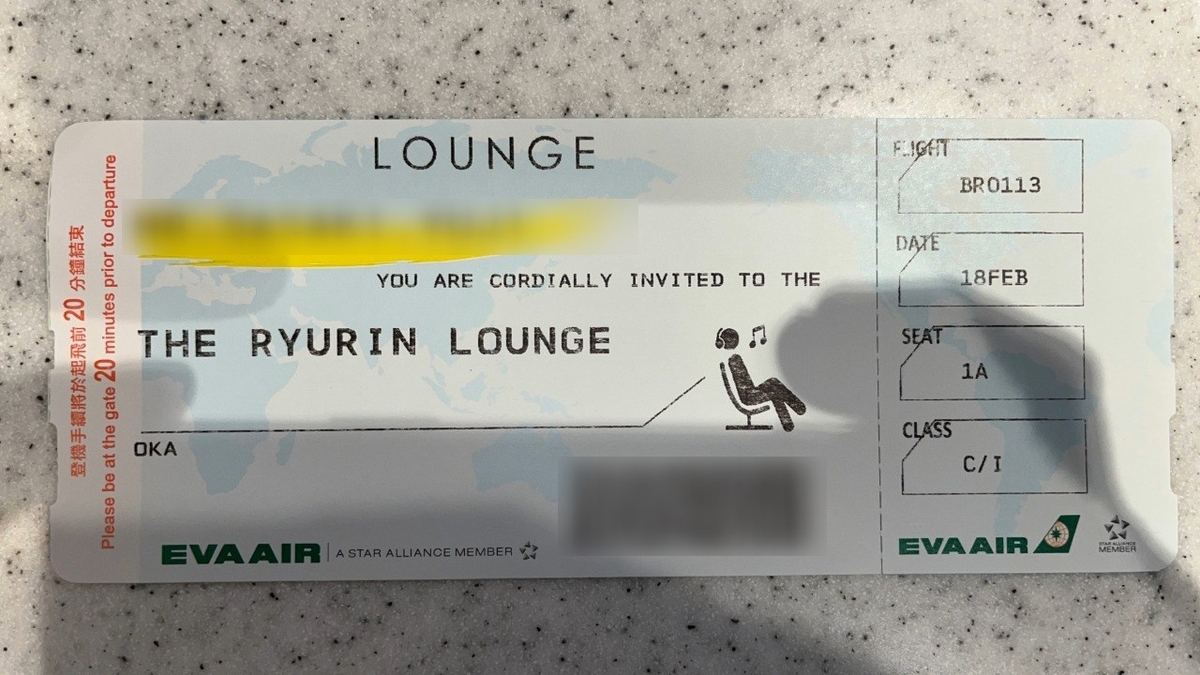 LOUNGE
YOU ARE CORDIALLY INVITED TO THE
THE RYURIN LOUNGE
OKA
EVA AIR
A STAR ALLIANCE MEMBER
登機手續將於起飛前 20 分鐘結束
Please be at the gate 20 minutes prior to departure
FLIGHT
BR0113
DATE
18FEB
SEAT
1A
CLASS
C/I
EVA AIR
STAR ALLIANCE
MEMBER